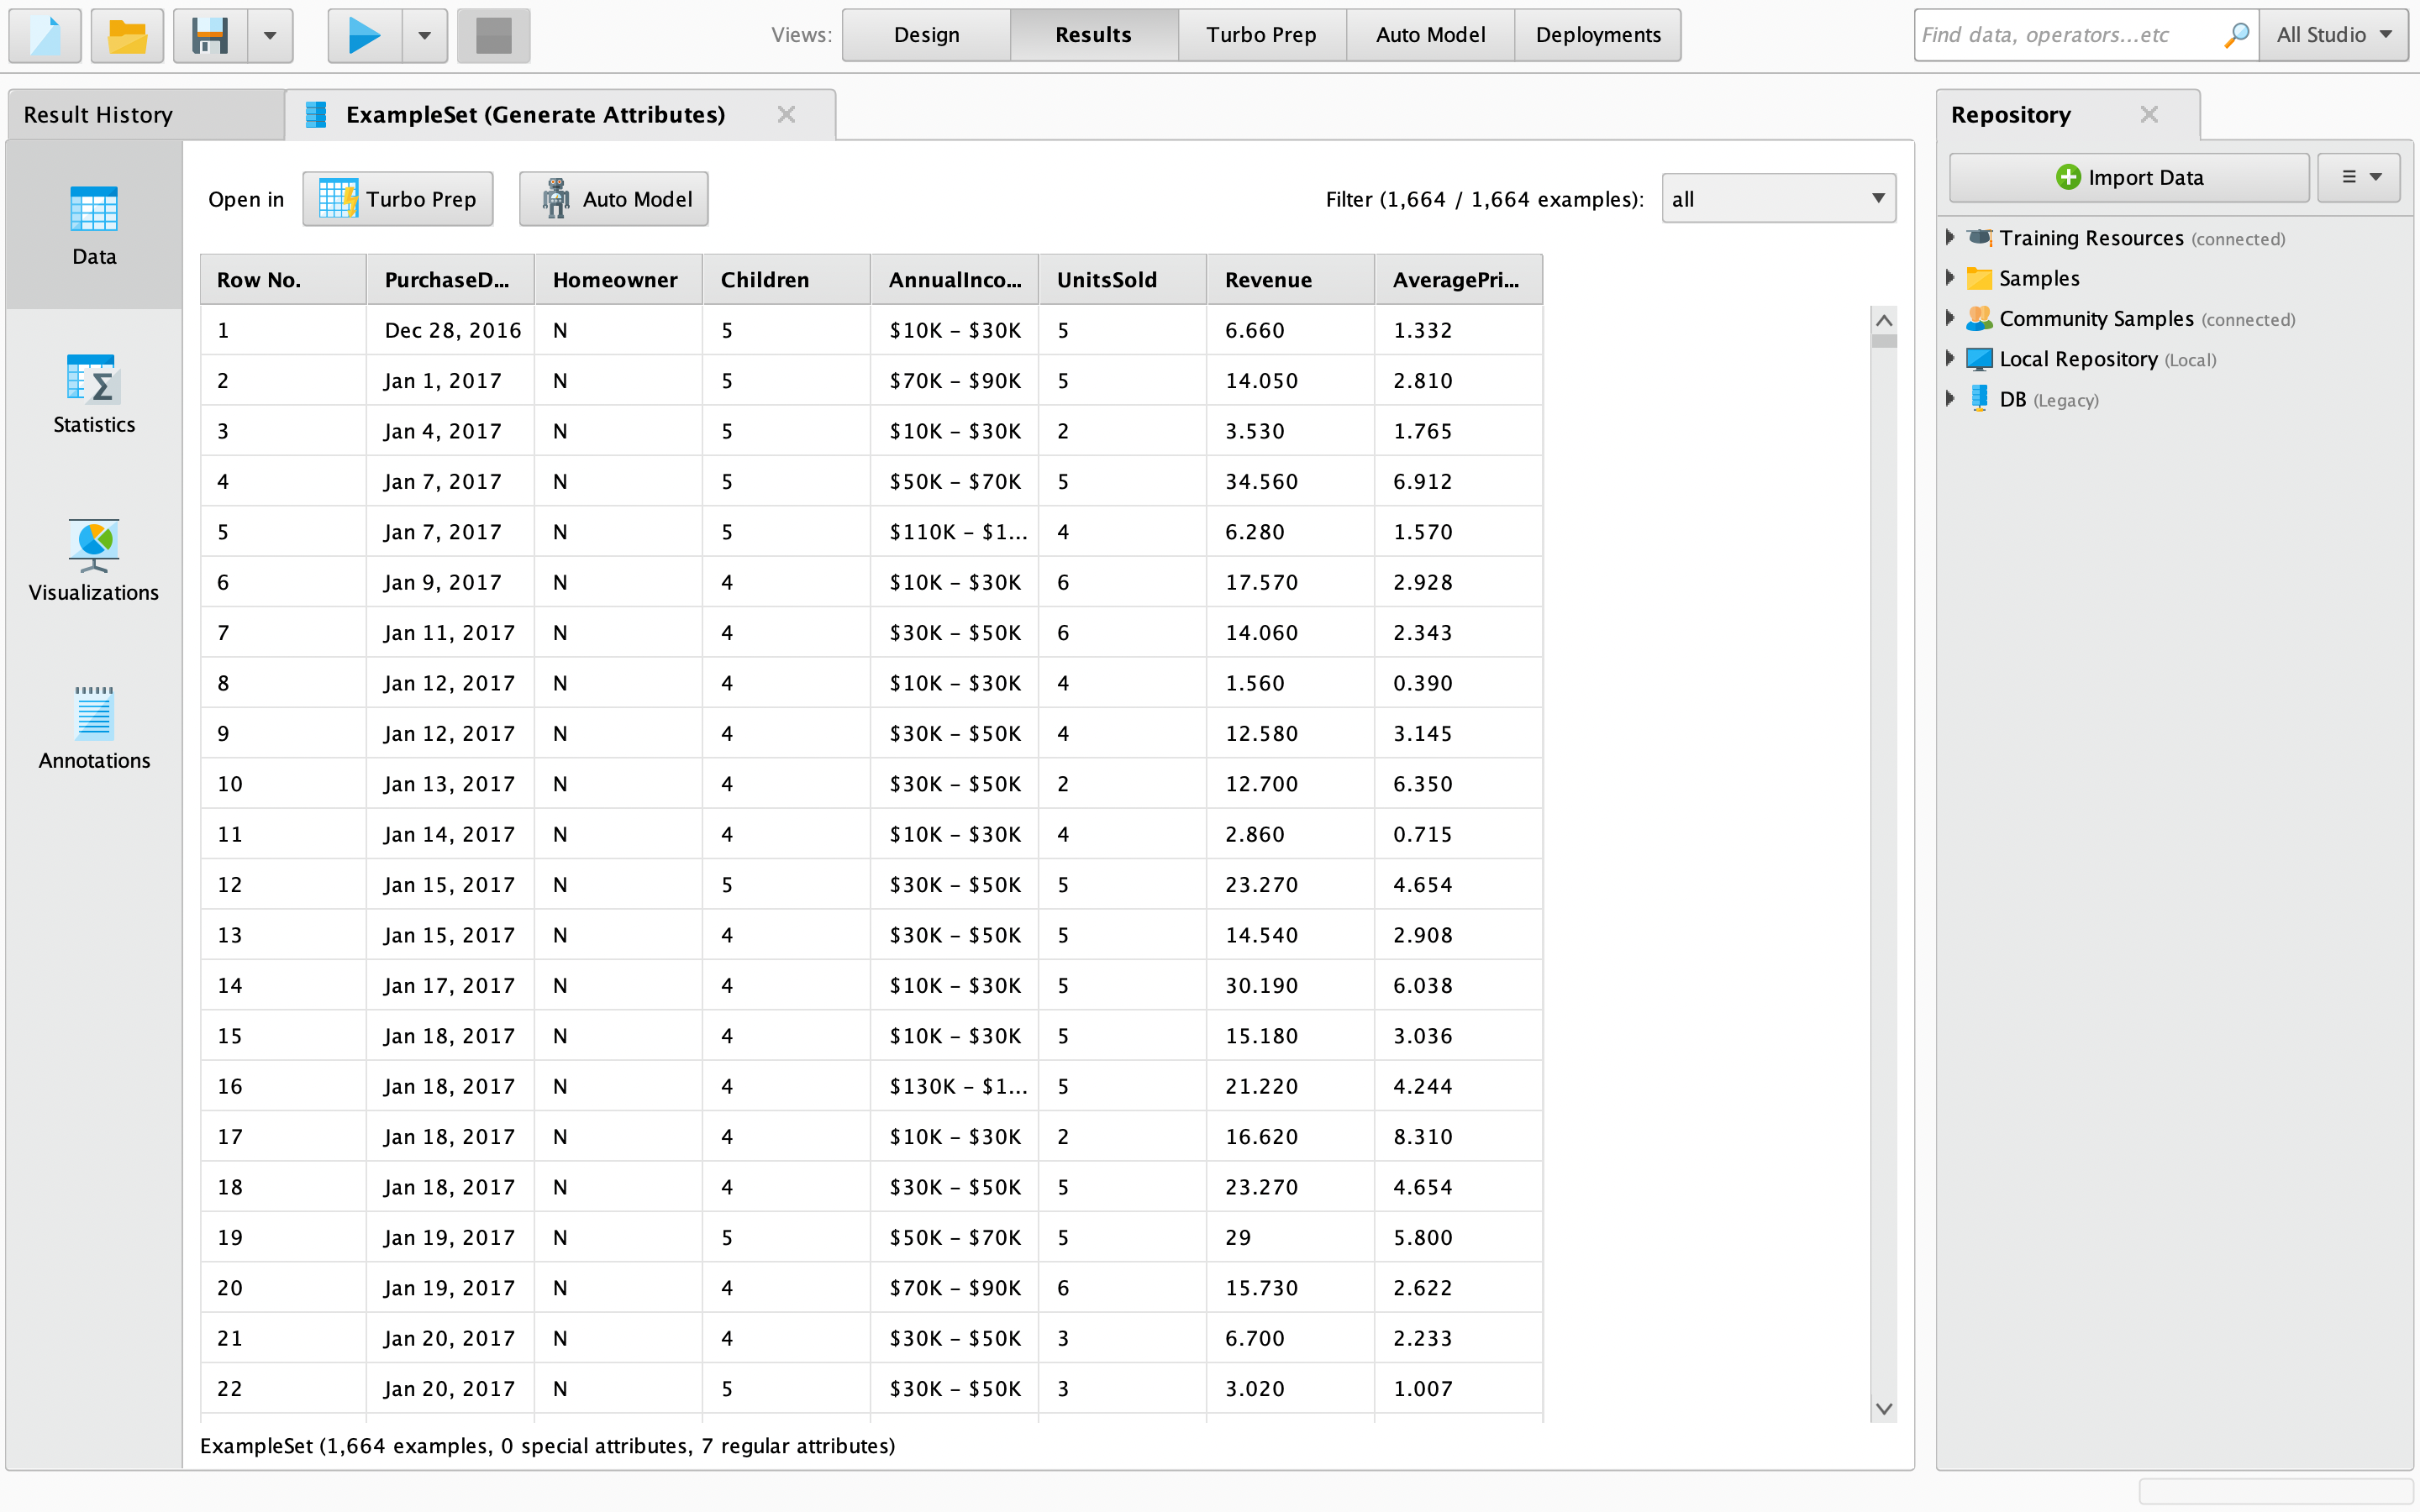 Views: Design Results Turbo Prep Auto Model Deployments Find data, operators...etc All Studio
Result History ExampleSet (Generate Attributes) Repository
Data
Statistics
Visualizations
Annotations
Open in Turbo Prep Auto Model Filter (1,664 / 1,664 examples): all
Row No. PurchaseD... Homeowner Children AnnualInco... UnitsSold Revenue AveragePri...
1 Dec 28, 2016 N 5 $10K – $30K 5 6.660 1.332
2 Jan 1, 2017 N 5 $70K – $90K 5 14.050 2.810
3 Jan 4, 2017 N 5 $10K – $30K 2 3.530 1.765
4 Jan 7, 2017 N 5 $50K – $70K 5 34.560 6.912
5 Jan 7, 2017 N 5 $110K – $1... 4 6.280 1.570
6 Jan 9, 2017 N 4 $10K – $30K 6 17.570 2.928
7 Jan 11, 2017 N 4 $30K – $50K 6 14.060 2.343
8 Jan 12, 2017 N 4 $10K – $30K 4 1.560 0.390
9 Jan 12, 2017 N 4 $30K – $50K 4 12.580 3.145
10 Jan 13, 2017 N 4 $30K – $50K 2 12.700 6.350
11 Jan 14, 2017 N 4 $10K – $30K 4 2.860 0.715
12 Jan 15, 2017 N 5 $30K – $50K 5 23.270 4.654
13 Jan 15, 2017 N 4 $30K – $50K 5 14.540 2.908
14 Jan 17, 2017 N 4 $10K – $30K 5 30.190 6.038
15 Jan 18, 2017 N 4 $10K – $30K 5 15.180 3.036
16 Jan 18, 2017 N 4 $130K – $1... 5 21.220 4.244
17 Jan 18, 2017 N 4 $10K – $30K 2 16.620 8.310
18 Jan 18, 2017 N 4 $30K – $50K 5 23.270 4.654
19 Jan 19, 2017 N 5 $50K – $70K 5 29 5.800
20 Jan 19, 2017 N 4 $70K – $90K 6 15.730 2.622
21 Jan 20, 2017 N 4 $30K – $50K 3 6.700 2.233
22 Jan 20, 2017 N 5 $30K – $50K 3 3.020 1.007
ExampleSet (1,664 examples, 0 special attributes, 7 regular attributes)
Import Data
Training Resources (connected)
Samples
Community Samples (connected)
Local Repository (Local)
DB (Legacy)